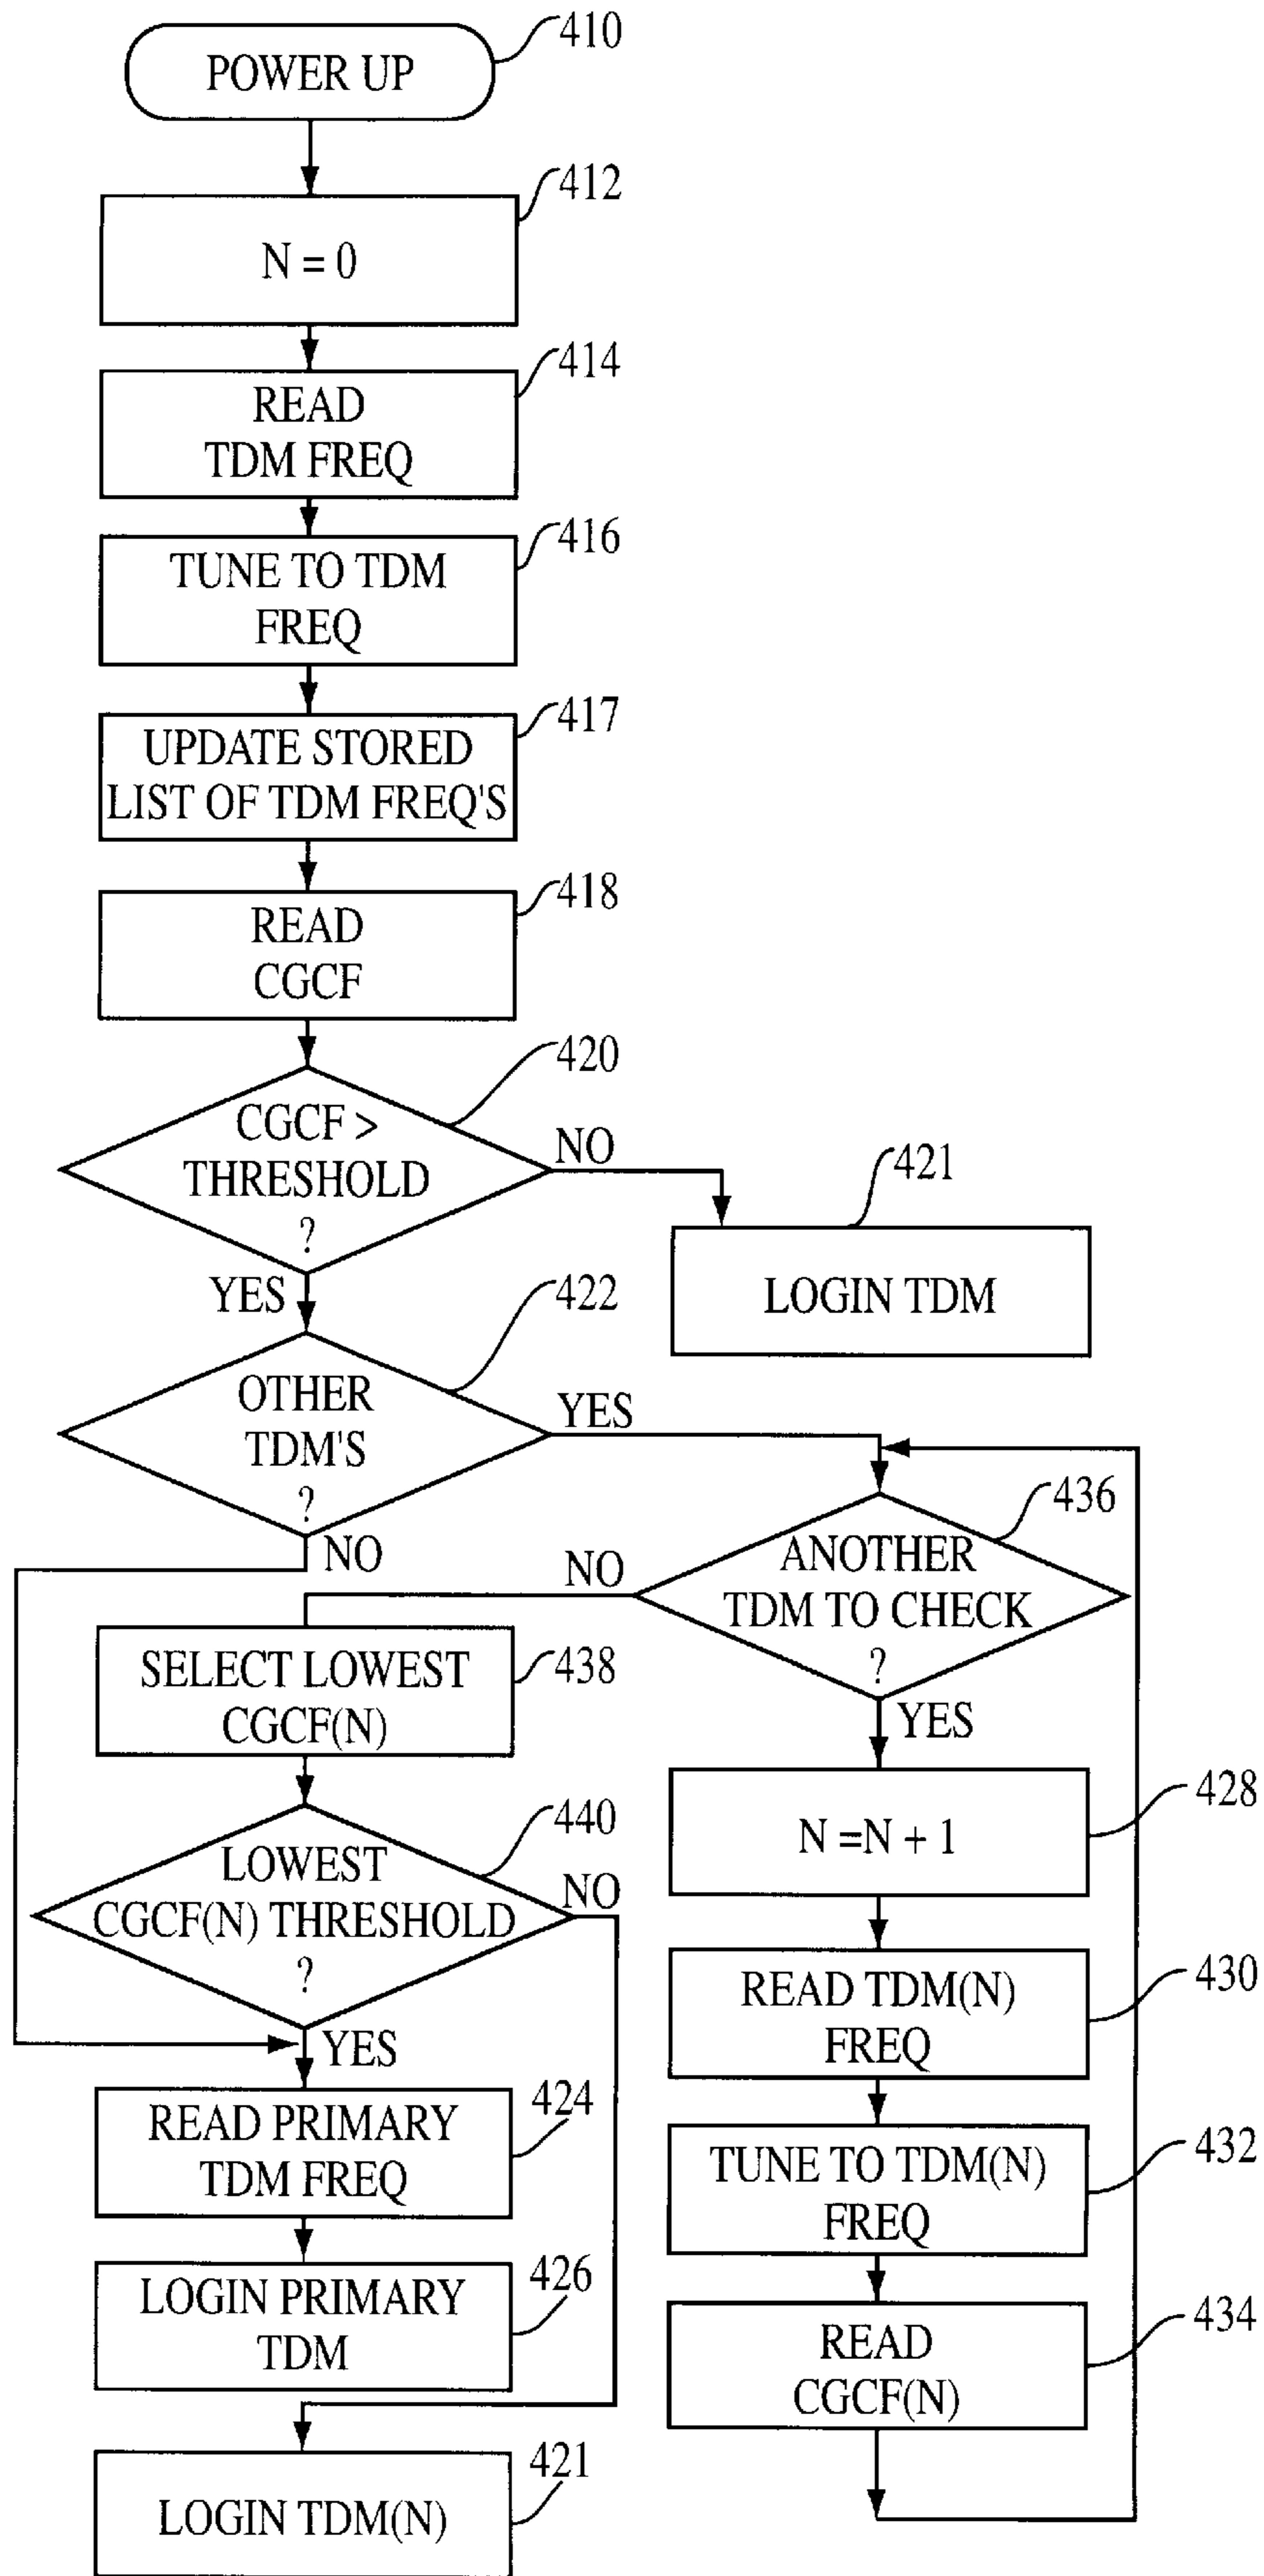 POWER UP
410
412
N = 0
414
READ
TDM FREQ
416
TUNE TO TDM
FREQ
417
UPDATE STORED
LIST OF TDM FREQ'S
418
READ
CGCF
420
CGCF >
THRESHOLD
?
NO
421
LOGIN TDM
YES
422
OTHER
TDM'S
?
YES
NO
436
ANOTHER
TDM TO CHECK
?
NO
YES
438
SELECT LOWEST
CGCF(N)
428
N =N + 1
440
LOWEST
CGCF(N) THRESHOLD
?
NO
YES
430
READ TDM(N)
FREQ
424
READ PRIMARY
TDM FREQ
432
TUNE TO TDM(N)
FREQ
426
LOGIN PRIMARY
TDM
434
READ
CGCF(N)
421
LOGIN TDM(N)